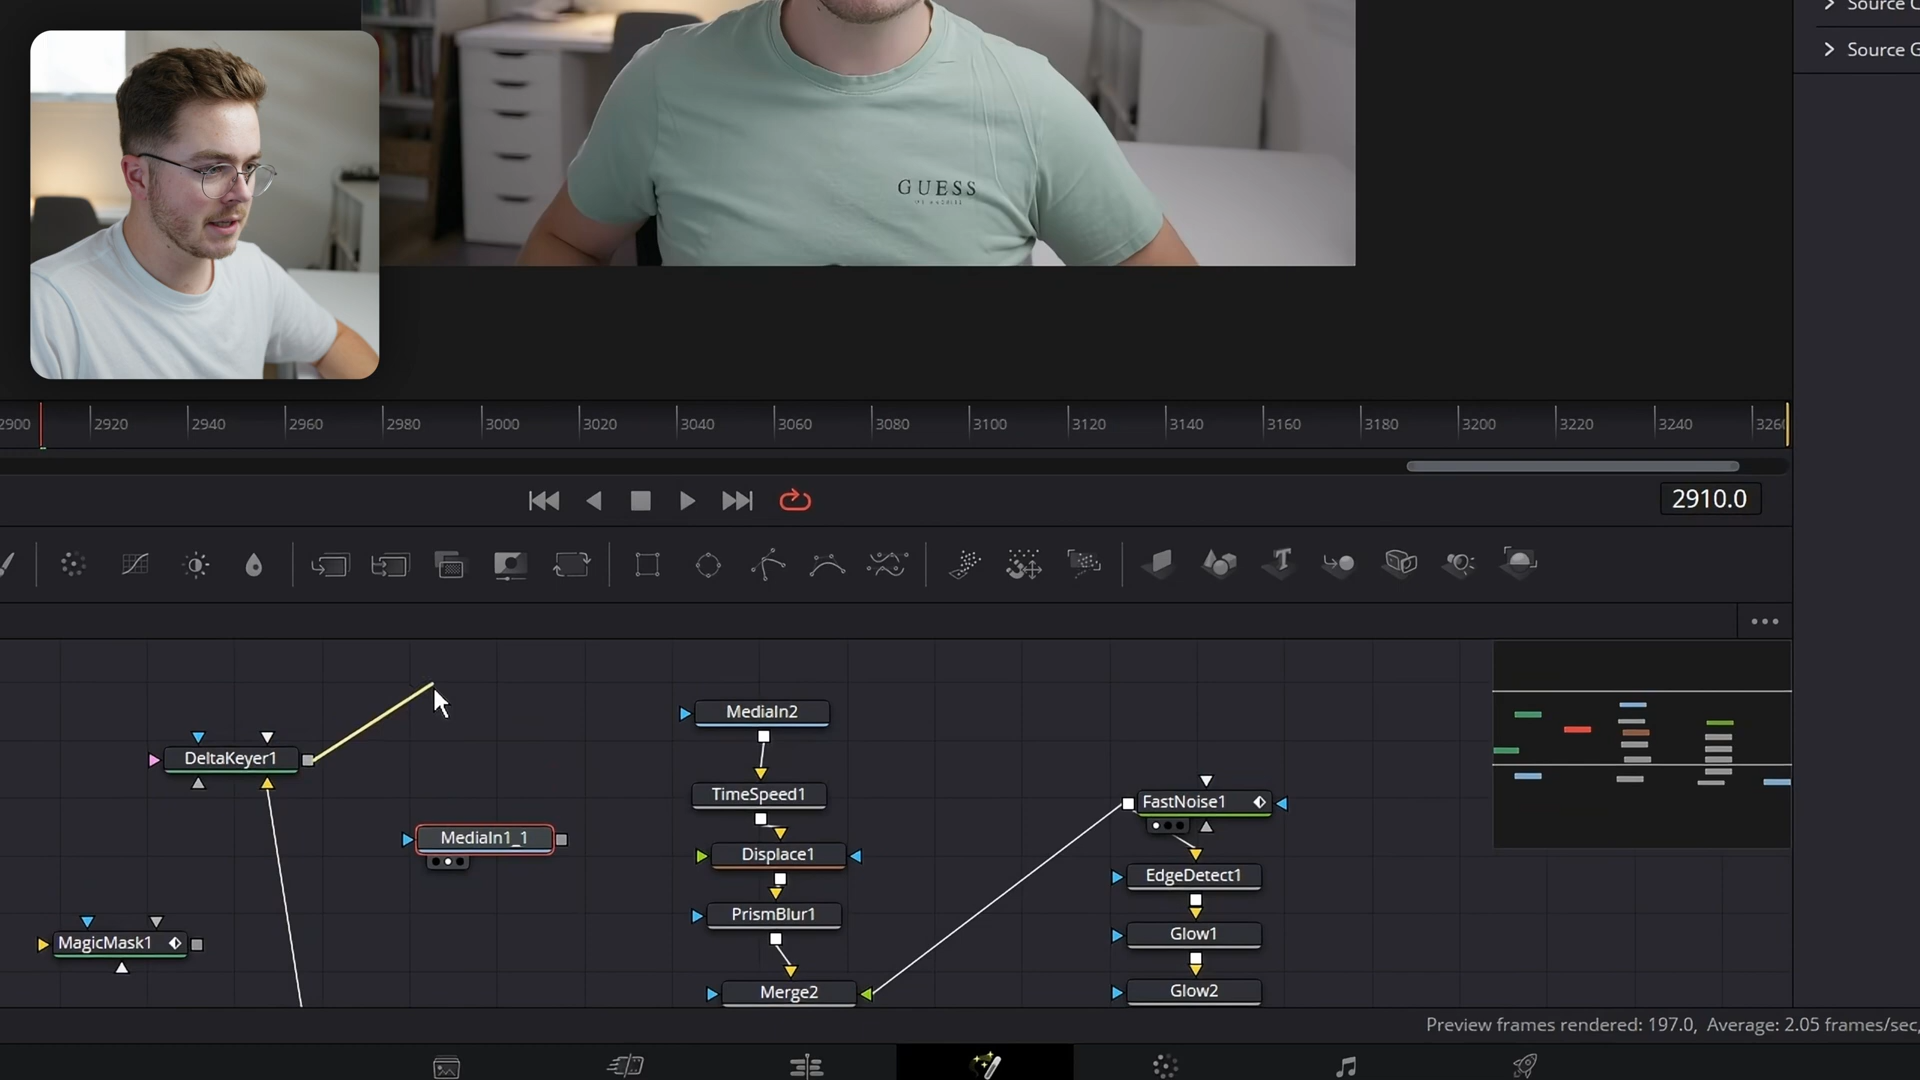 Source C
Source G
GUESS
2900 2920 2940 2960 2980 3000 3020 3040 3060 3080 3100 3120 3140 3160 3180 3200 3220 3240 326
2910.0
MediaIn2
DeltaKeyer1
TimeSpeed1
FastNoise1
MediaIn1_1
Displace1
EdgeDetect1
PrismBlur1
Glow1
MagicMask1
Merge2
Glow2
Preview frames rendered: 197.0, Average: 2.05 frames/sec,